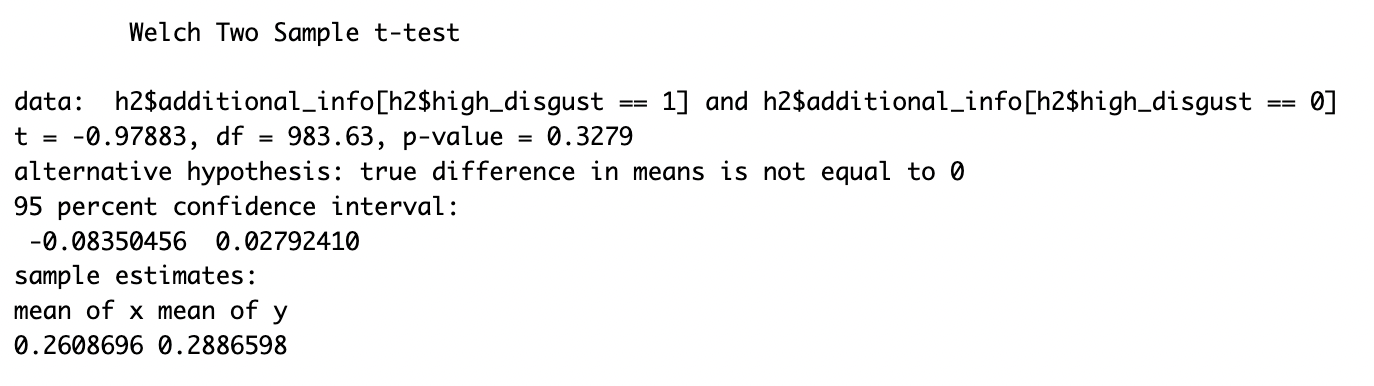 Welch Two Sample t-test
data:  h2$additional_info[h2$high_disgust == 1] and h2$additional_info[h2$high_disgust == 0]
t = -0.97883, df = 983.63, p-value = 0.3279
alternative hypothesis: true difference in means is not equal to 0
95 percent confidence interval:
 -0.08350456  0.02792410
sample estimates:
mean of x mean of y
0.2608696 0.2886598